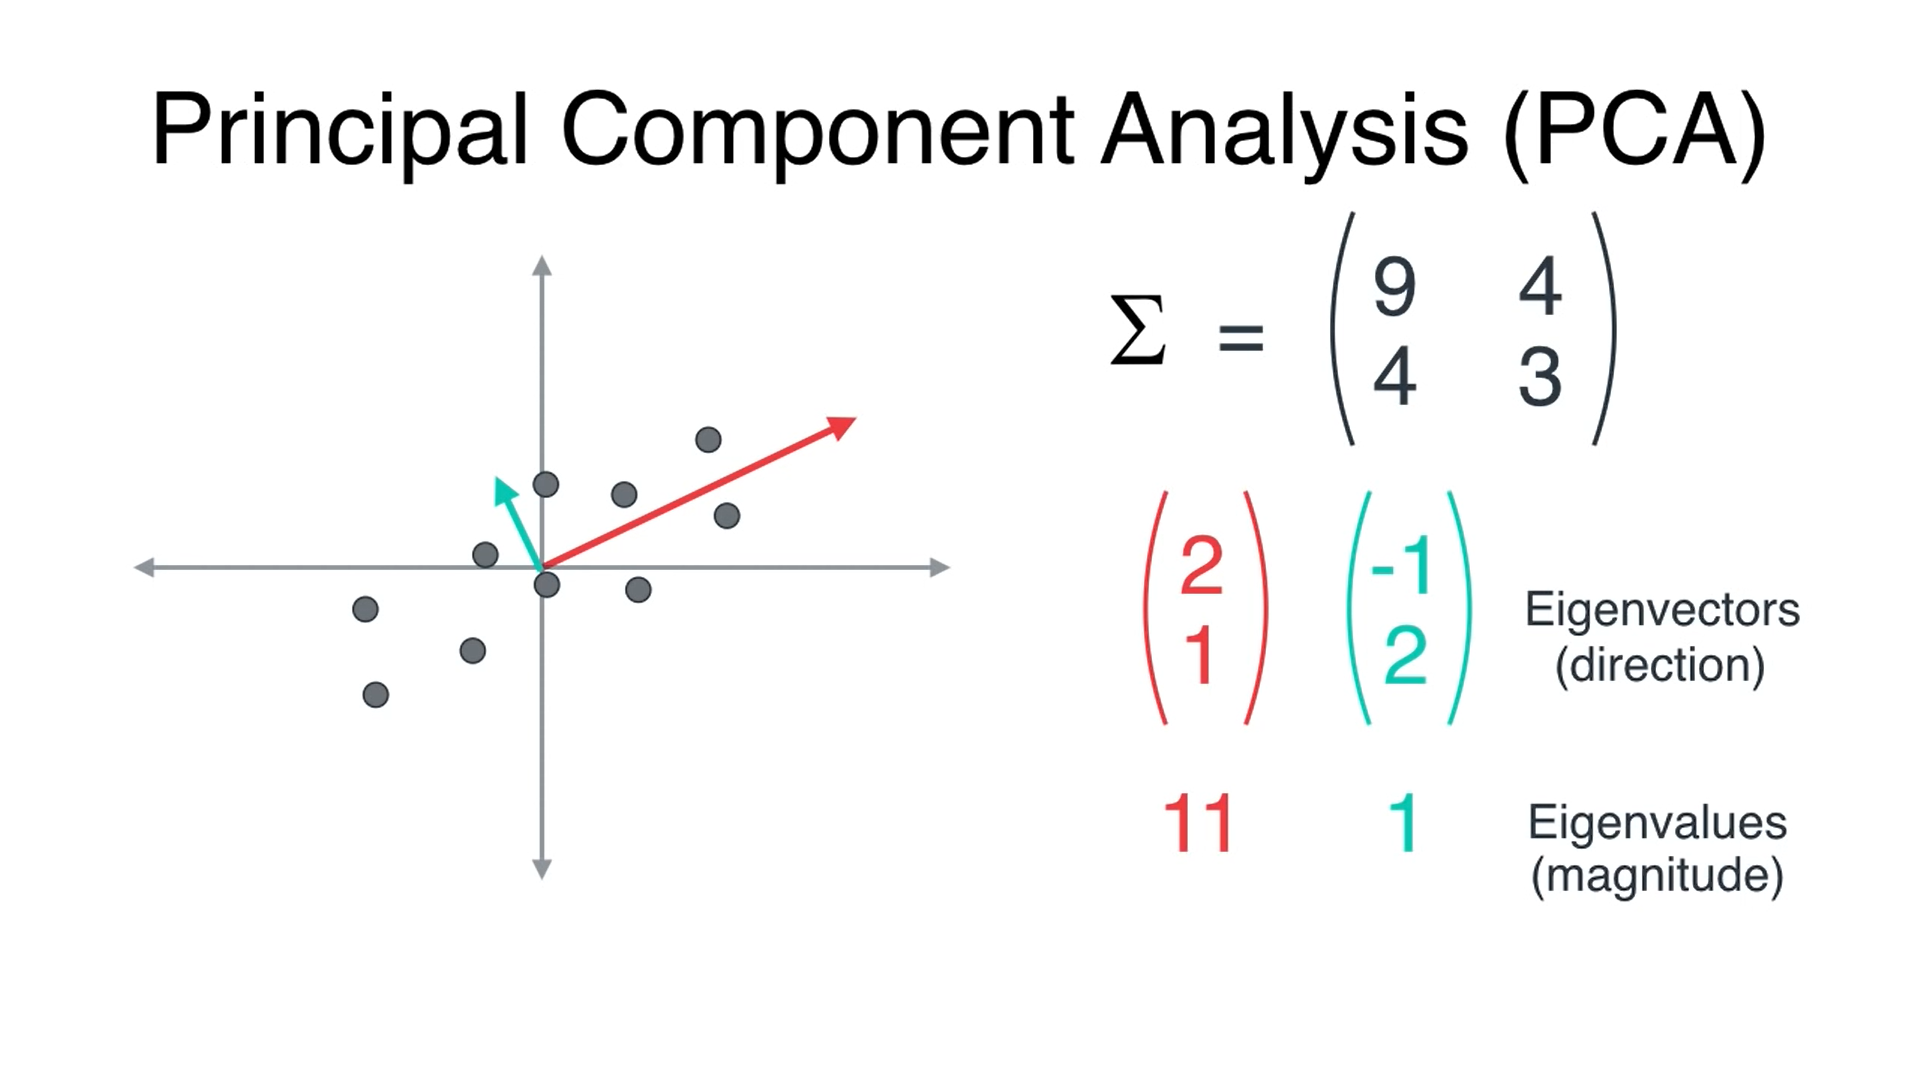 Principal Component Analysis (PCA)
Σ = 9 4
4 3
2 -1
1 2
Eigenvectors
(direction)
11 1 Eigenvalues
(magnitude)